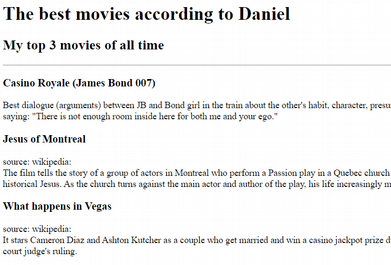 The best movies according to Daniel
My top 3 movies of all time
Casino Royale (James Bond 007)
Best dialogue (arguments) between JB and Bond girl in the train about the other's habit, character,
saying: "There is not enough room inside here for both me and your ego."
Jesus of Montreal
source: wikipedia:
The film tells the story of a group of actors in Montreal who perform a Passion play in a Quebec church
historical Jesus. As the church turns against the main actor and author of the play, his life increasingly
What happens in Vegas
source: wikipedia:
It stars Cameron Diaz and Ashton Kutcher as a couple who get married and win a casino jackpot prize
court judge's ruling.